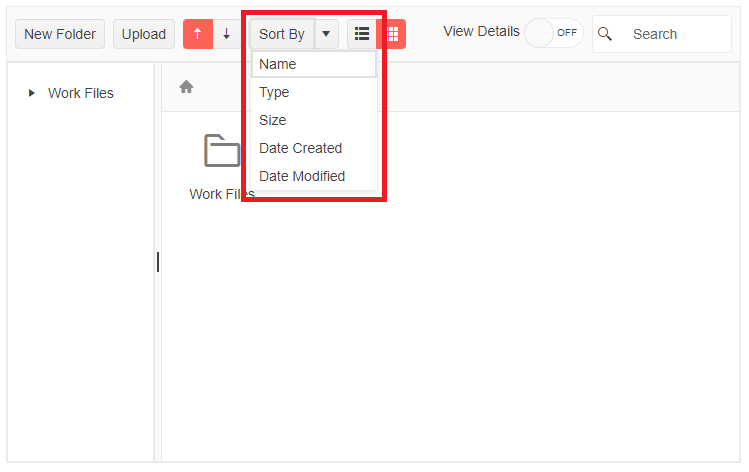 New Folder Upload Sort By View Details OFF Search
Name
Work Files Type
Size
Date Created
Date Modified
Work Files